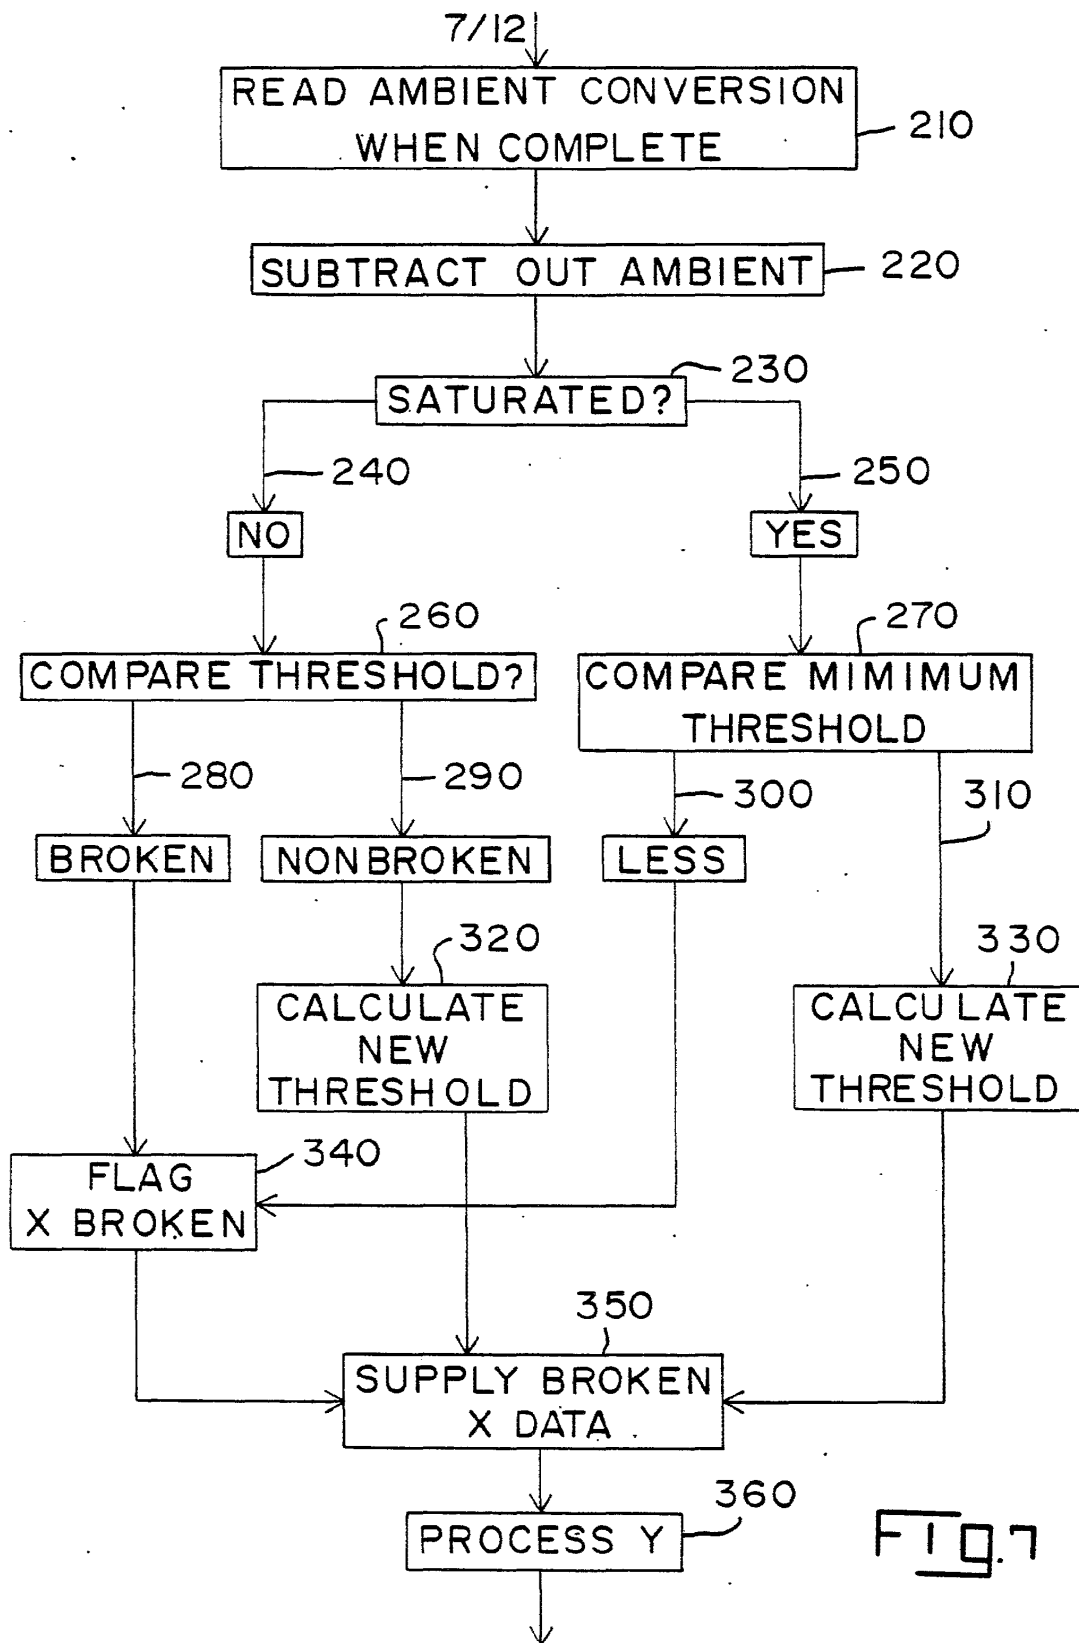 7/12
READ AMBIENT CONVERSION
WHEN COMPLETE
210
SUBTRACT OUT AMBIENT
220
230
SATURATED?
240
250
NO
YES
260
270
COMPARE THRESHOLD?
COMPARE MIMIMUM
THRESHOLD
280
290
300
310
BROKEN
NONBROKEN
LESS
320
330
CALCULATE
NEW
THRESHOLD
CALCULATE
NEW
THRESHOLD
340
FLAG
X BROKEN
350
SUPPLY BROKEN
X DATA
360
PROCESS Y
Fig. 7